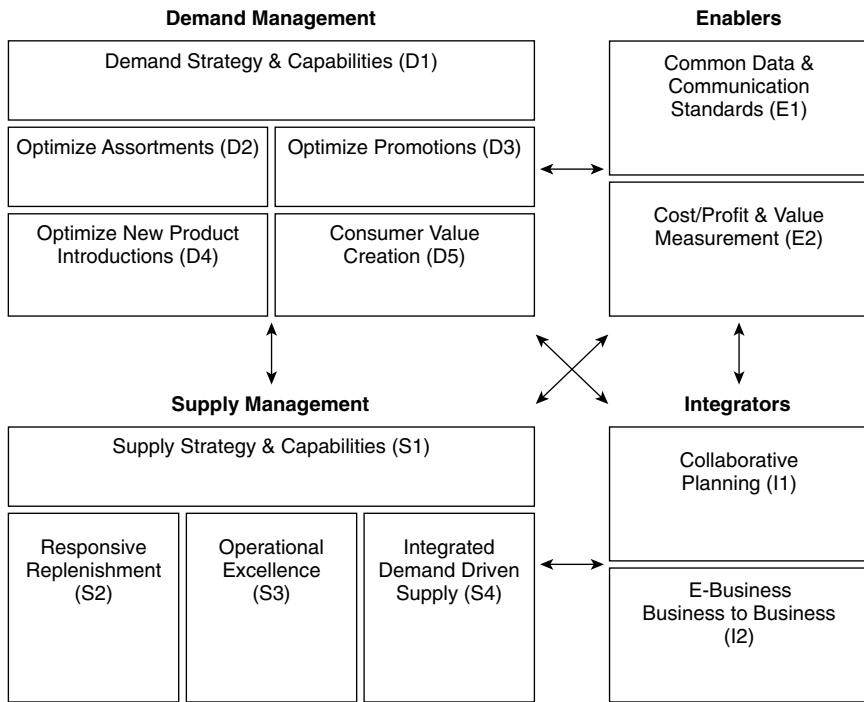 Demand Management
Demand Strategy & Capabilities (D1)
Optimize Assortments (D2)
Optimize Promotions (D3)
Optimize New Product
Introductions (D4)
Consumer Value
Creation (D5)
Enablers
Common Data &
Communication
Standards (E1)
Cost/Profit & Value
Measurement (E2)
Supply Management
Supply Strategy & Capabilities (S1)
Responsive
Replenishment
(S2)
Operational
Excellence
(S3)
Integrated
Demand Driven
Supply (S4)
Integrators
Collaborative
Planning (I1)
E-Business
Business to Business
(I2)